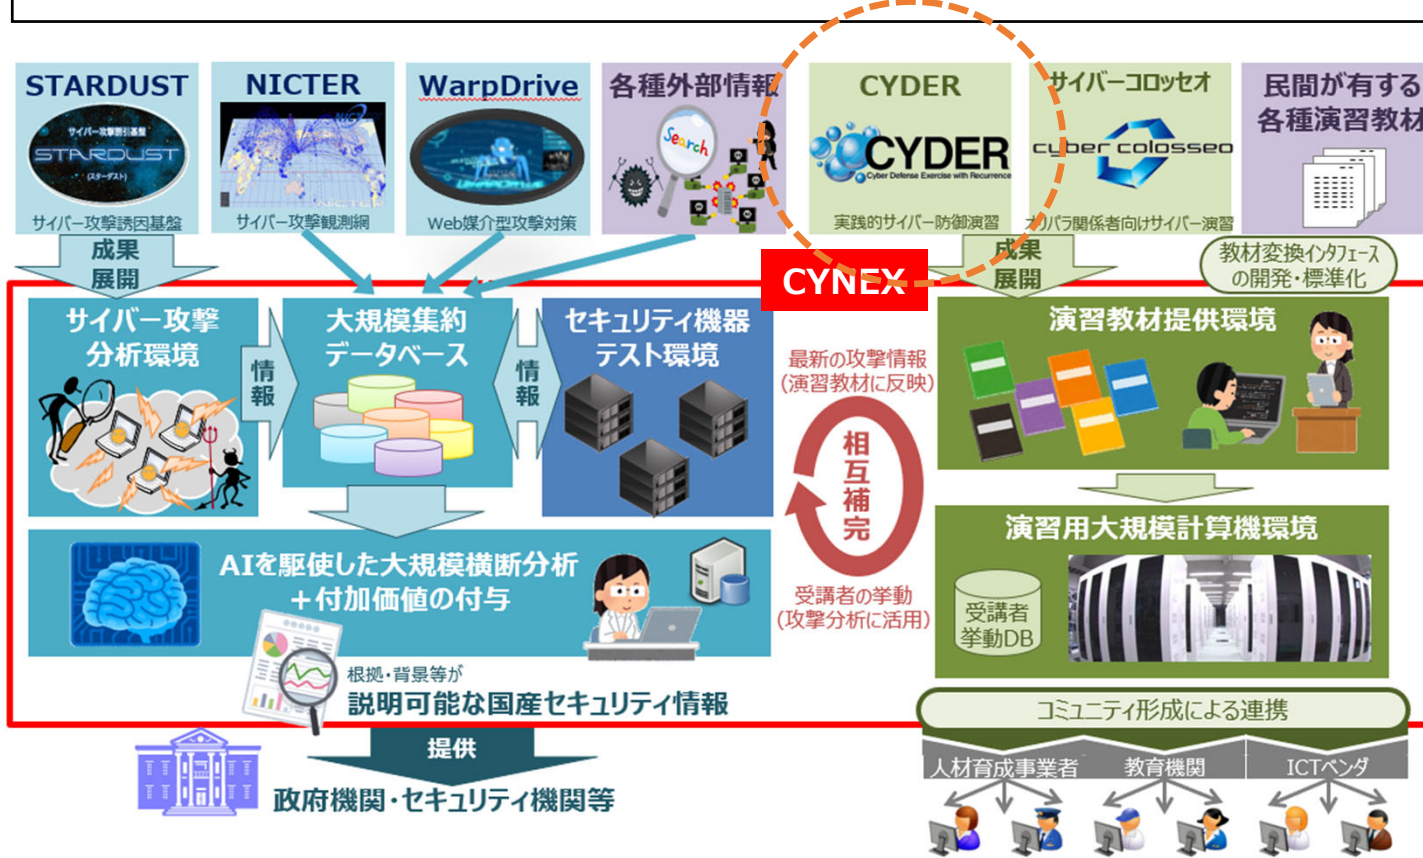 STARDUST
サイバー攻撃誘引基盤
STARDUST
(スターダスト)
サイバー攻撃誘因基盤
NICTER
NICT
サイバー攻撃観測網
WarpDrive
WarpDrive
Web媒介型攻撃対策
各種外部情報
Search
CYDER
CYDER
Cyber Defense Exercise with Recurrence
実践的サイバー防御演習
サイバーコロッセオ
cyber colosseo
オリパラ関係者向けサイバー演習
民間が有する
各種演習教材
成果
展開
成果
展開
教材変換インタフェース
の開発・標準化
CYNEX
サイバー攻撃
分析環境
情報
大規模集約
データベース
情報
セキュリティ機器
テスト環境
最新の攻撃情報
(演習教材に反映)
相互補完
受講者の挙動
(攻撃分析に活用)
演習教材提供環境
演習用大規模計算機環境
受講者
挙動DB
AIを駆使した大規模横断分析
＋付加価値の付与
根拠・背景等が
説明可能な国産セキュリティ情報
提供
政府機関・セキュリティ機関等
コミュニティ形成による連携
人材育成事業者
教育機関
ICTベンダ